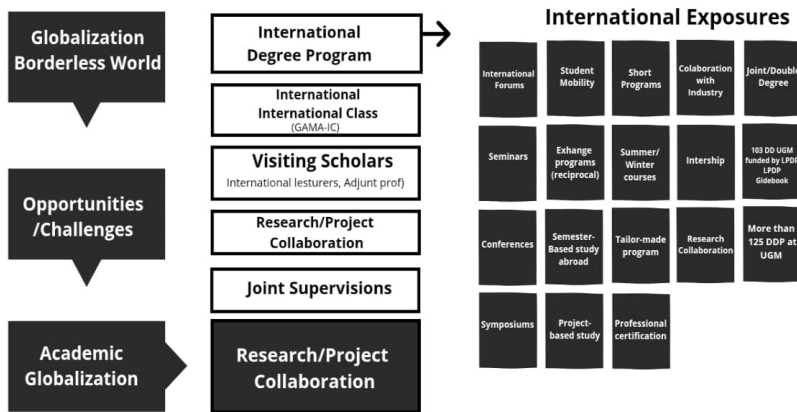 Globalization
Borderless World
Opportunities
/Challenges
Academic
Globalization
International
Degree Program
International
International Class
(GAMA-IC)
Visiting Scholars
International lesturers, Adjunt prof)
Research/Project
Collaboration
Joint Supervisions
Research/Project
Collaboration
International Exposures
International
Forums
Student
Mobility
Short
Programs
Colaboration
with
Industry
Joint/Double
Degree
Seminars
Exhange
programs
(reciprocal)
Summer/
Winter
courses
Intership
103 DD UGM
funded by LPDP
LPDP
Gidebook
Conferences
Semester-
Based study
abroad
Tailor-made
program
Research
Collaboration
More than
125 DDP at
UGM
Symposiums
Project-
based study
Professional
certification